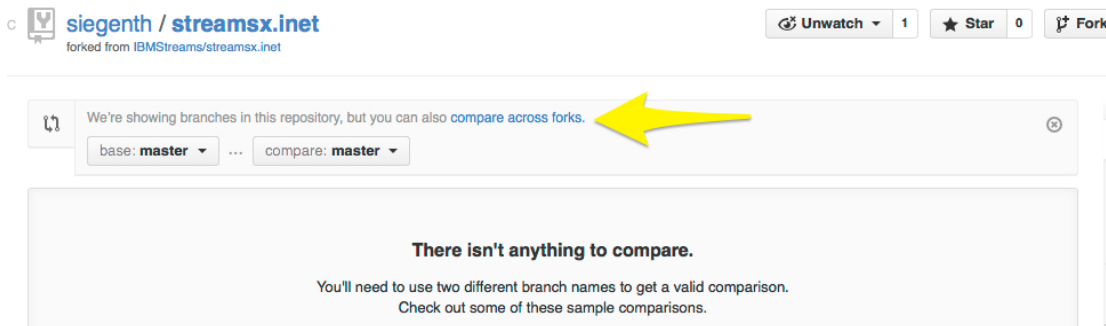 siegenth / streamsx.inet
forked from IBMStreams/streamsx.inet
Unwatch 1 Star 0 Fork
We're showing branches in this repository, but you can also compare across forks.
base: master ... compare: master
There isn't anything to compare.
You'll need to use two different branch names to get a valid comparison.
Check out some of these sample comparisons.